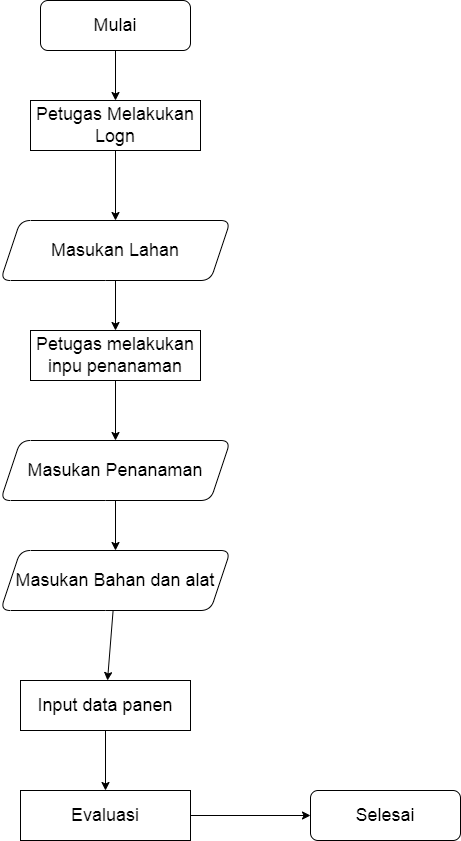 Mulai
Petugas Melakukan
Logn
Masukan Lahan
Petugas melakukan
inpu penanaman
Masukan Penanaman
Masukan Bahan dan alat
Input data panen
Evaluasi
Selesai